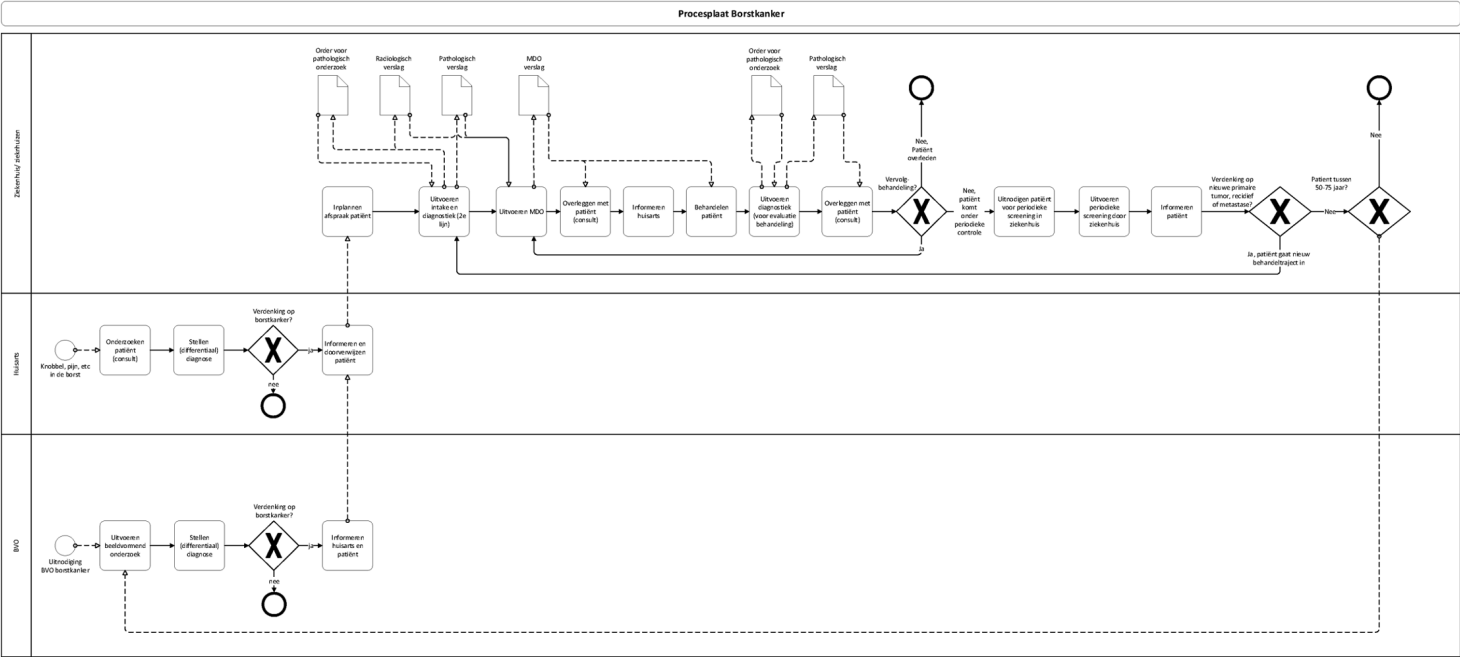 Procesplaat Borstkanker
Ziekenhuis/ ziekenhuizen
Order voor
pathologisch
onderzoek
Radiologisch
verslag
Pathologisch
verslag
MDO
verslag
Order voor
pathologisch
onderzoek
Pathologisch
verslag
Nee,
Patiënt
overleden
Nee
Inplannen
afspraak patiënt
Uitvoeren
intake en
diagnostiek (2e
lijn)
Uitvoeren MDO
Overleggen met
patiënt
(consult)
Informeren
huisarts
Behandelen
patiënt
Uitvoeren
diagnostiek
(voor evaluatie
behandeling)
Overleggen met
patiënt
(consult)
Vervolg-
behandeling?
X
Nee,
patiënt
komt
onder
periodieke
controle
Ja
Uitnodigen patiënt
voor periodieke
screening in
ziekenhuis
Uitvoeren
periodieke
screening door
ziekenhuis
Informeren
patiënt
Verdenking op
nieuwe primaire
tumor, recidief
of metastase?
X
Nee
Ja, patiënt gaat nieuw
behandeltraject in
Patient tussen
50-75 jaar?
X
Huisarts
Knobbel, pijn, etc
in de borst
Onderzoeken
patiënt
(consult)
Stellen
(differentiaal)
diagnose
Verdenking op
borstkanker?
X
ja
nee
Informeren en
doorverwijzen
patiënt
BVO
Uitnodiging
BVO borstkanker
Uitvoeren
beeldvormend
onderzoek
Stellen
(differentiaal)
diagnose
Verdenking op
borstkanker?
X
ja
nee
Informeren
huisarts en
patiënt